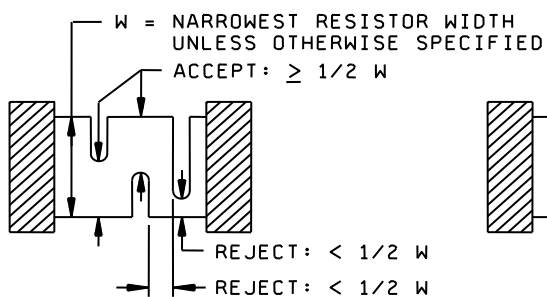 W = NARROWEST RESISTOR WIDTH
UNLESS OTHERWISE SPECIFIED
ACCEPT: ≥ 1/2 W
REJECT: < 1/2 W
REJECT: < 1/2 W